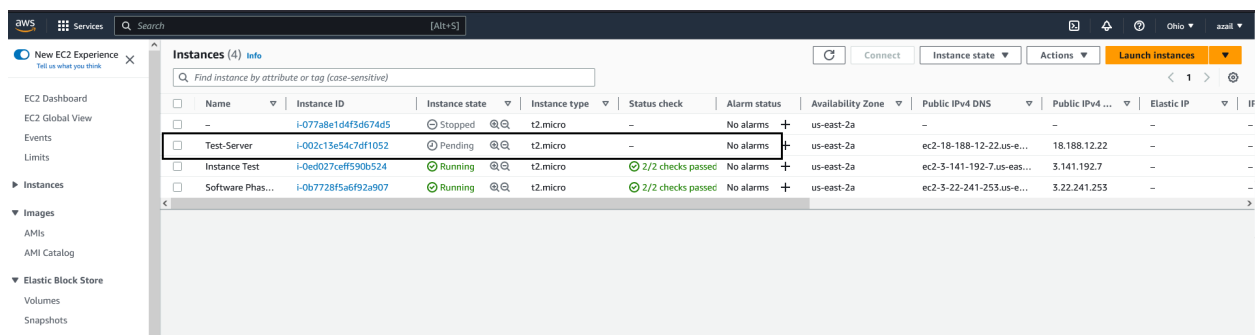 aws Services Search [Alt+S] Ohio azail
New EC2 Experience
Tell us what you think
EC2 Dashboard
EC2 Global View
Events
Limits
Instances
Images
AMIs
AMI Catalog
Elastic Block Store
Volumes
Snapshots
Instances (4) Info Connect Instance state Actions Launch instances
Find instance by attribute or tag (case-sensitive) 1
Name Instance ID Instance state Instance type Status check Alarm status Availability Zone Public IPv4 DNS Public IPv4 ... Elastic IP
– i-077a8e1d4f3d674d5 Stopped t2.micro – No alarms + us-east-2a – – –
Test-Server i-002c13e54c7df1052 Pending t2.micro – No alarms + us-east-2a ec2-18-188-12-22.us-e... 18.188.12.22 –
Instance Test i-0ed027ceff590b524 Running t2.micro 2/2 checks passed No alarms + us-east-2a ec2-3-141-192-7.us-eas... 3.141.192.7 –
Software Phas... i-0b7728f5a6f92a907 Running t2.micro 2/2 checks passed No alarms + us-east-2a ec2-3-22-241-253.us-e... 3.22.241.253 –